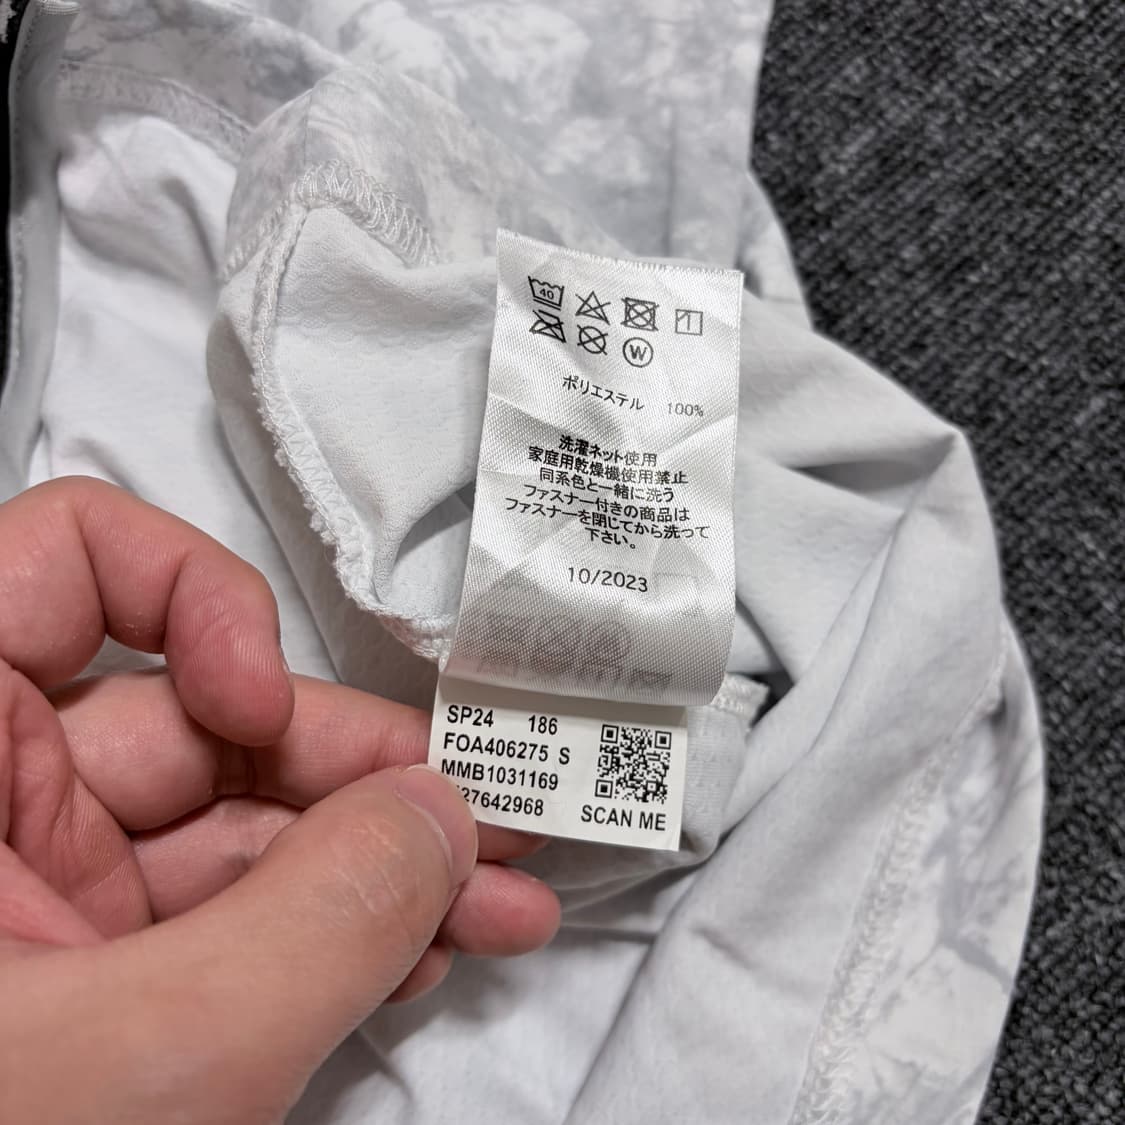 40
W
ポリエステル 100%
洗濯ネット使用
家庭用乾燥機使用禁止
同系色と一緒に洗う
ファスナー付きの商品は
ファスナーを閉じてから洗って
下さい。
10/2023
SP24 186
FOA406275 S
MMB1031169
27642968
SCAN ME